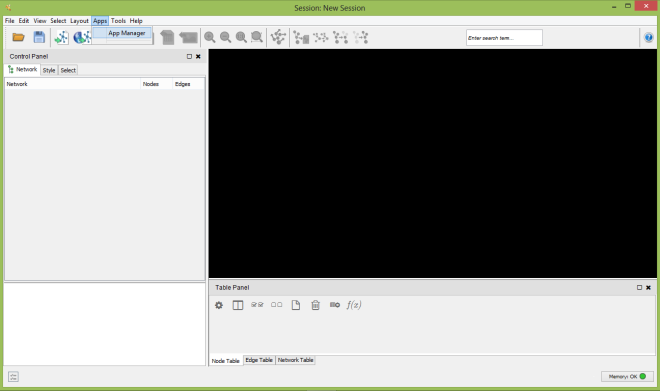 Session: New Session
File Edit View Select Layout Apps Tools Help
App Manager
Enter search term...
Control Panel
Network Style Select
Network Nodes Edges
Table Panel
f(x)
Node Table Edge Table Network Table
Memory: OK